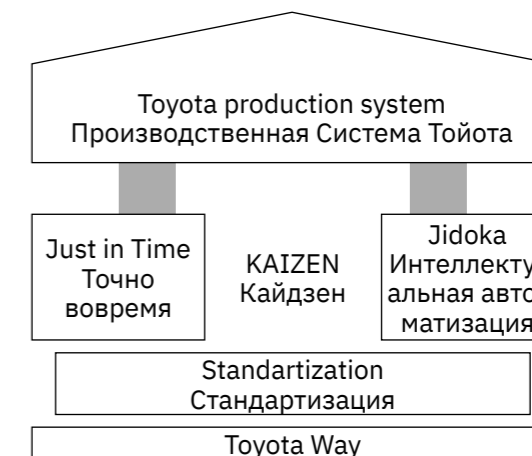 Toyota production system
Производственная Система Тойота
Just in Time
Точно
вовремя
KAIZEN
Кайдзен
Jidoka
Интеллекту
альная авто
матизация
Standartization
Стандартизация
Toyota Way